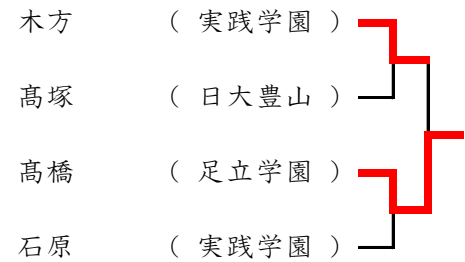 木方 ( 実践学園 )
髙塚 ( 日大豊山 )
髙橋 ( 足立学園 )
石原 ( 実践学園 )